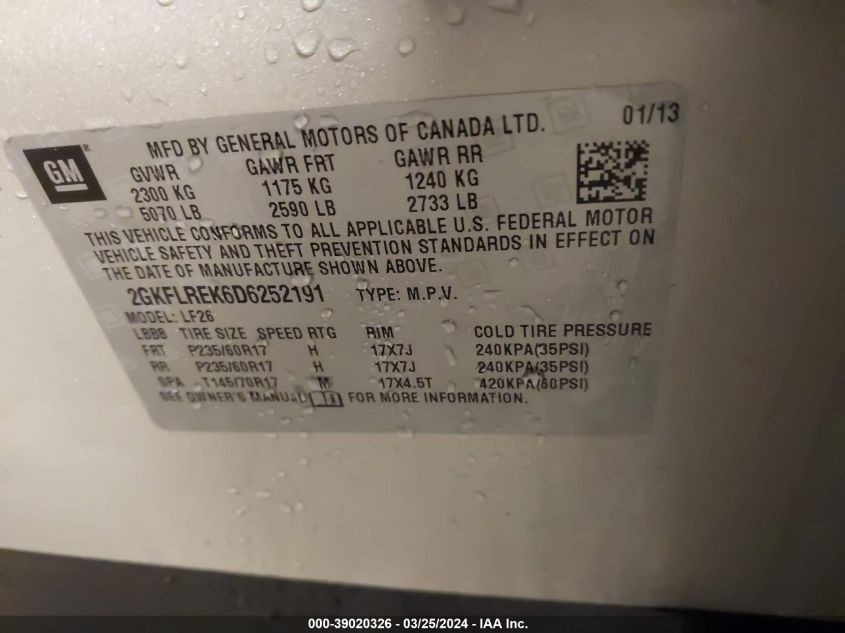 MFD BY GENERAL MOTORS OF CANADA LTD. 01/13
GM
GVWR GAWR FRT GAWR RR
2300 KG 1175 KG 1240 KG
5070 LB 2590 LB 2733 LB
THIS VEHICLE CONFORMS TO ALL APPLICABLE U.S. FEDERAL MOTOR
VEHICLE SAFETY AND THEFT PREVENTION STANDARDS IN EFFECT ON
THE DATE OF MANUFACTURE SHOWN ABOVE.
2GKFLREK6D6252191 TYPE: M.P.V.
MODEL: LF26
LBBB TIRE SIZE SPEED RTG RIM COLD TIRE PRESSURE
FRT P235/60R17 H 17X7J 240KPA(35PSI)
RR P235/60R17 H 17X7J 240KPA(35PSI)
SPA T145/70R17 M 17X4.5T 420KPA(60PSI)
SEE OWNER'S MANUAL FOR MORE INFORMATION.
000-39020326 - 03/25/2024 - IAA Inc.